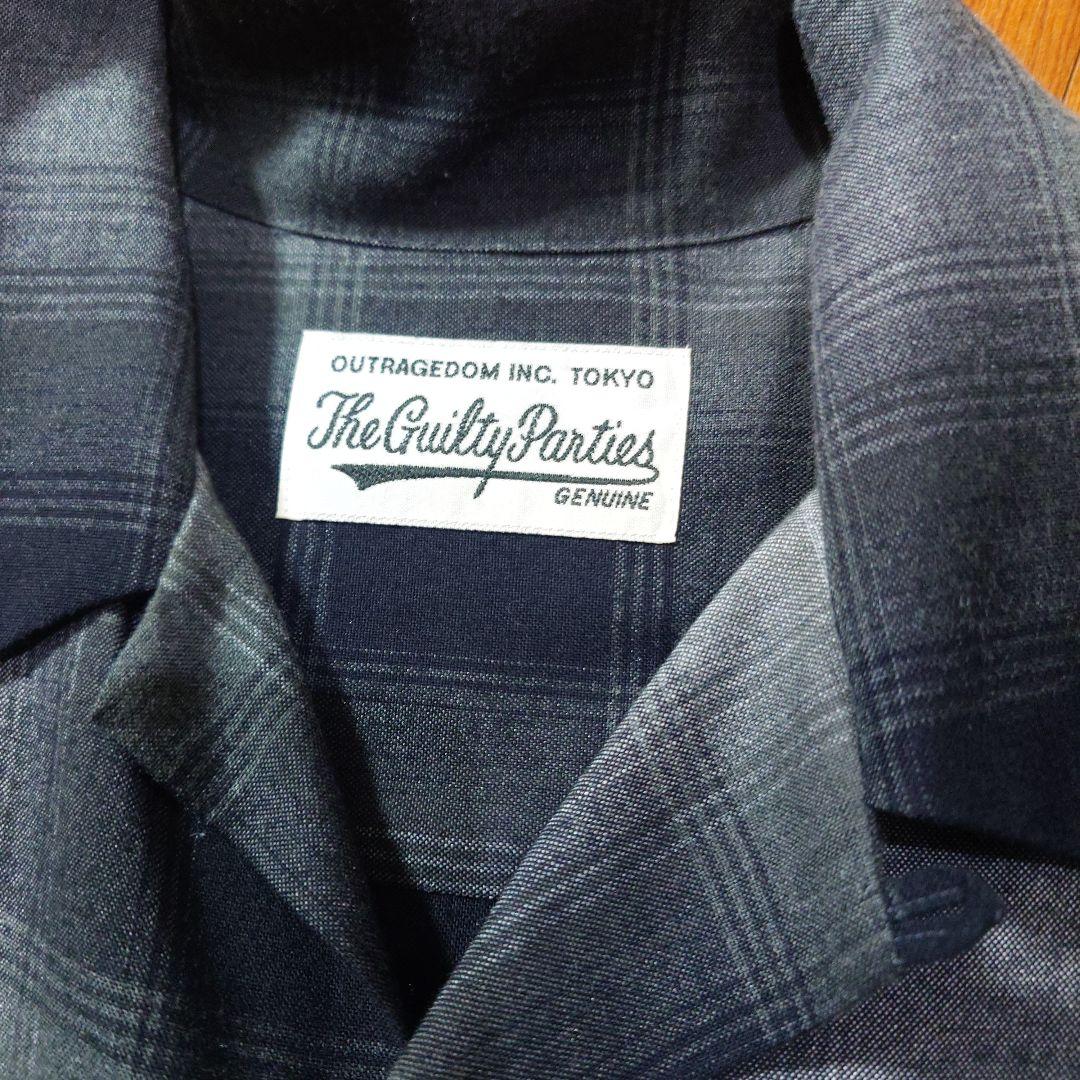 OUTRAGEDOM INC. TOKYO
The Guilty Parties
GENUINE